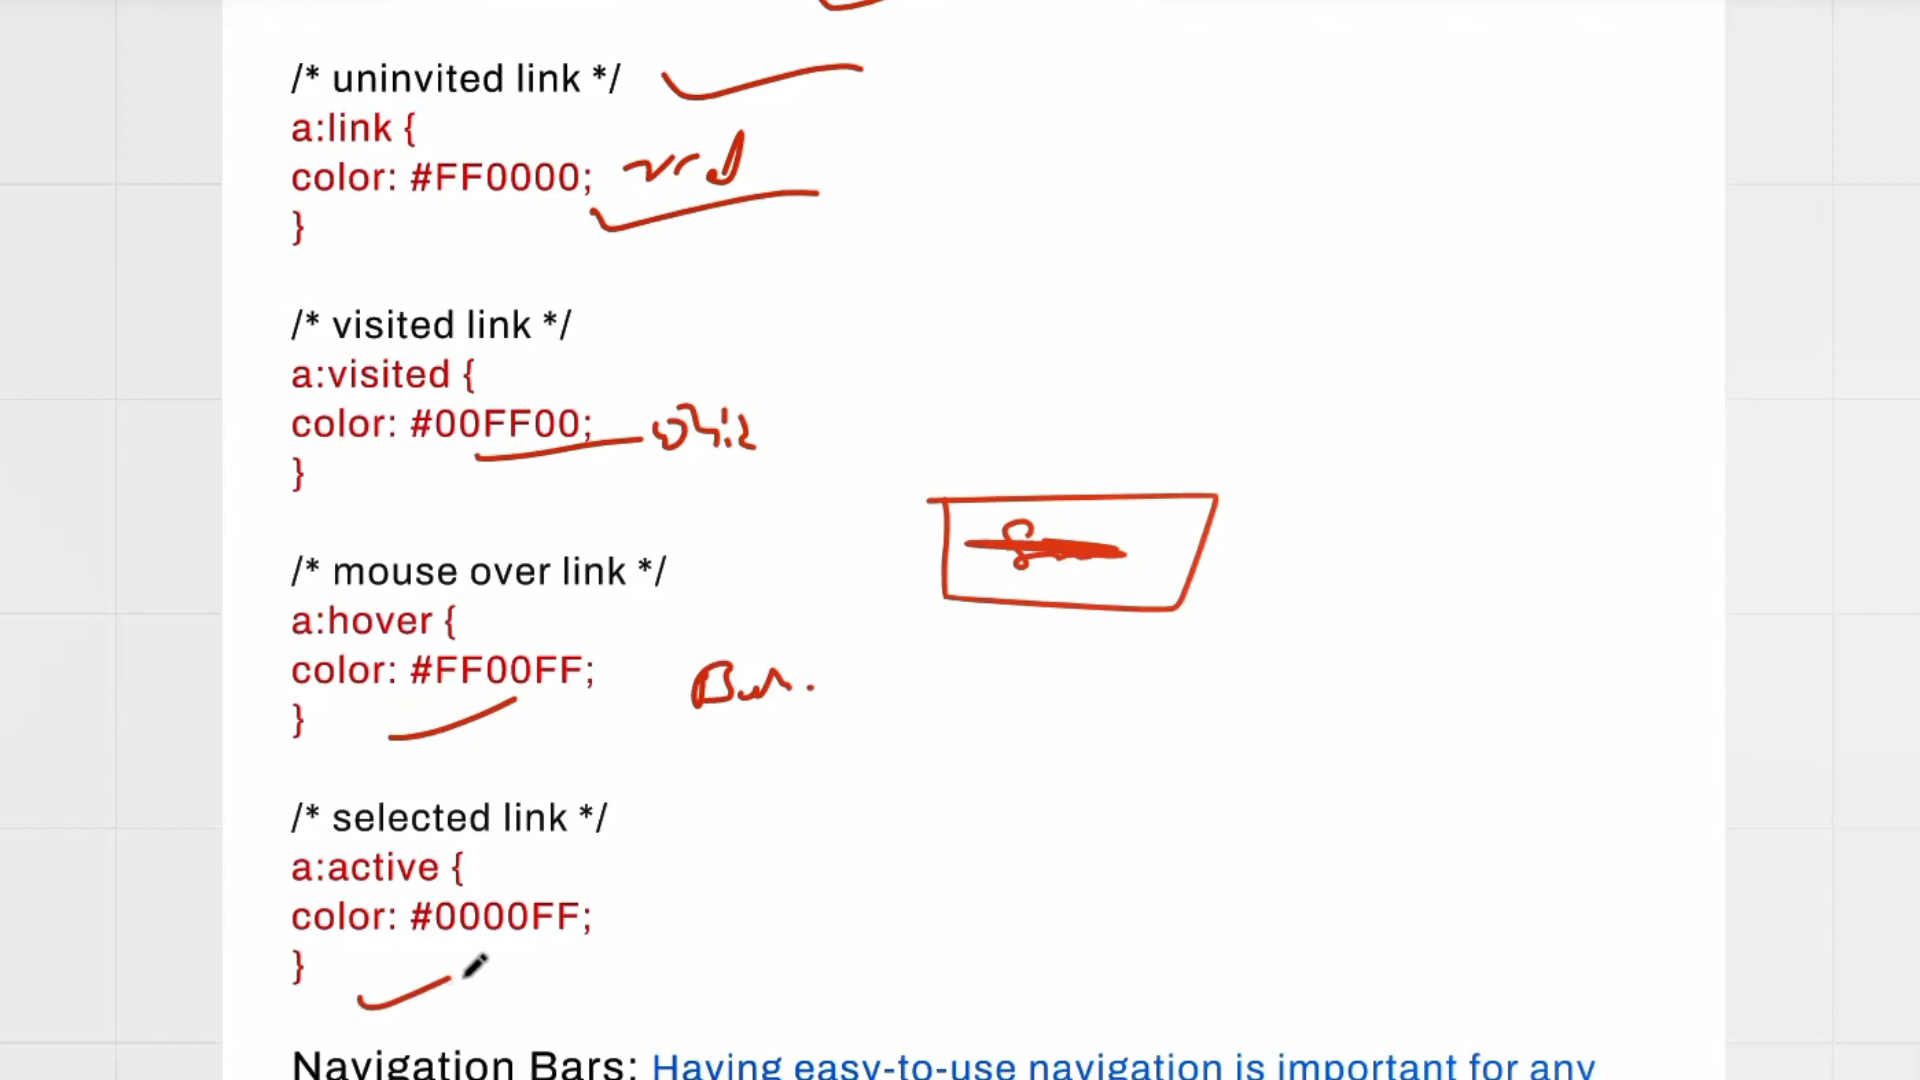 /* uninvited link */
a:link {
color: #FF0000; red
}
/* visited link */
a:visited {
color: #00FF00;
}
/* mouse over link */
a:hover {
color: #FF00FF;
}
/* selected link */
a:active {
color: #0000FF;
}
Navigation Bars: Having easy-to-use navigation is important for any